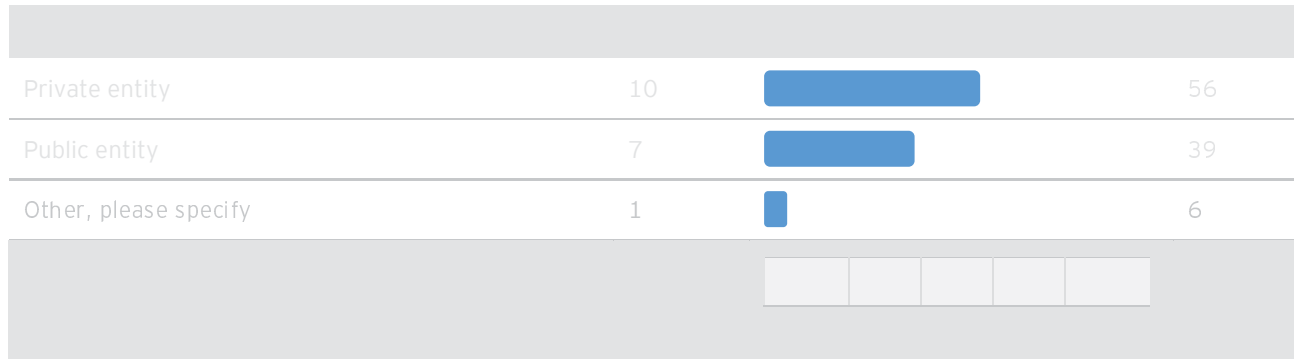 Private entity 10 56
Public entity 7 39
Other, please specify 1 6